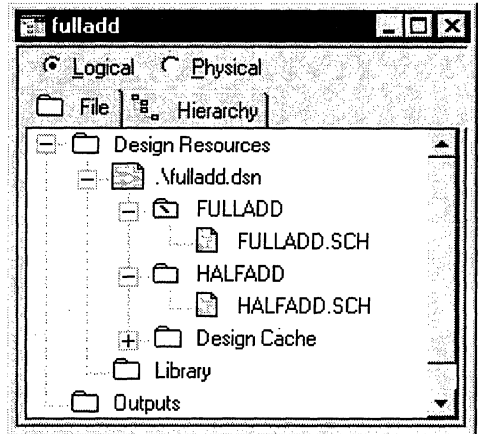 fulladd
Logical Physical
File Hierarchy
Design Resources
.\fulladd.dsn
FULLADD
FULLADD.SCH
HALFADD
HALFADD.SCH
Design Cache
Library
Outputs